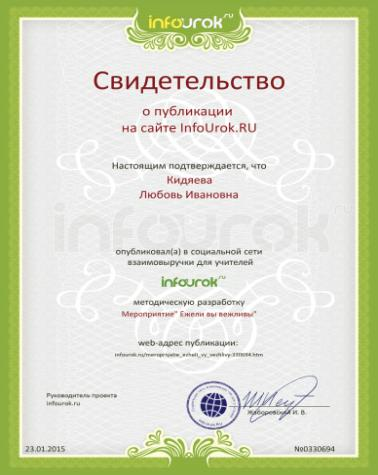 infourok ru
Свидетельство
о публикации
на сайте InfoUrok.RU
Настоящим подтверждается, что
Кидяева
Любовь Ивановна
infourok
опубликовал(а) в социальной сети
взаимовыручки для учителей
infourok ru
методическую разработку
Мероприятие" Ежели вы вежливы"
web-адрес публикации:
infourok.ru/meropriyatie_ezheli_vy_vezhlivy-330694.htm
Руководитель проекта
infourok.ru
Жаборовский И. В.
23.01.2015
№0330694